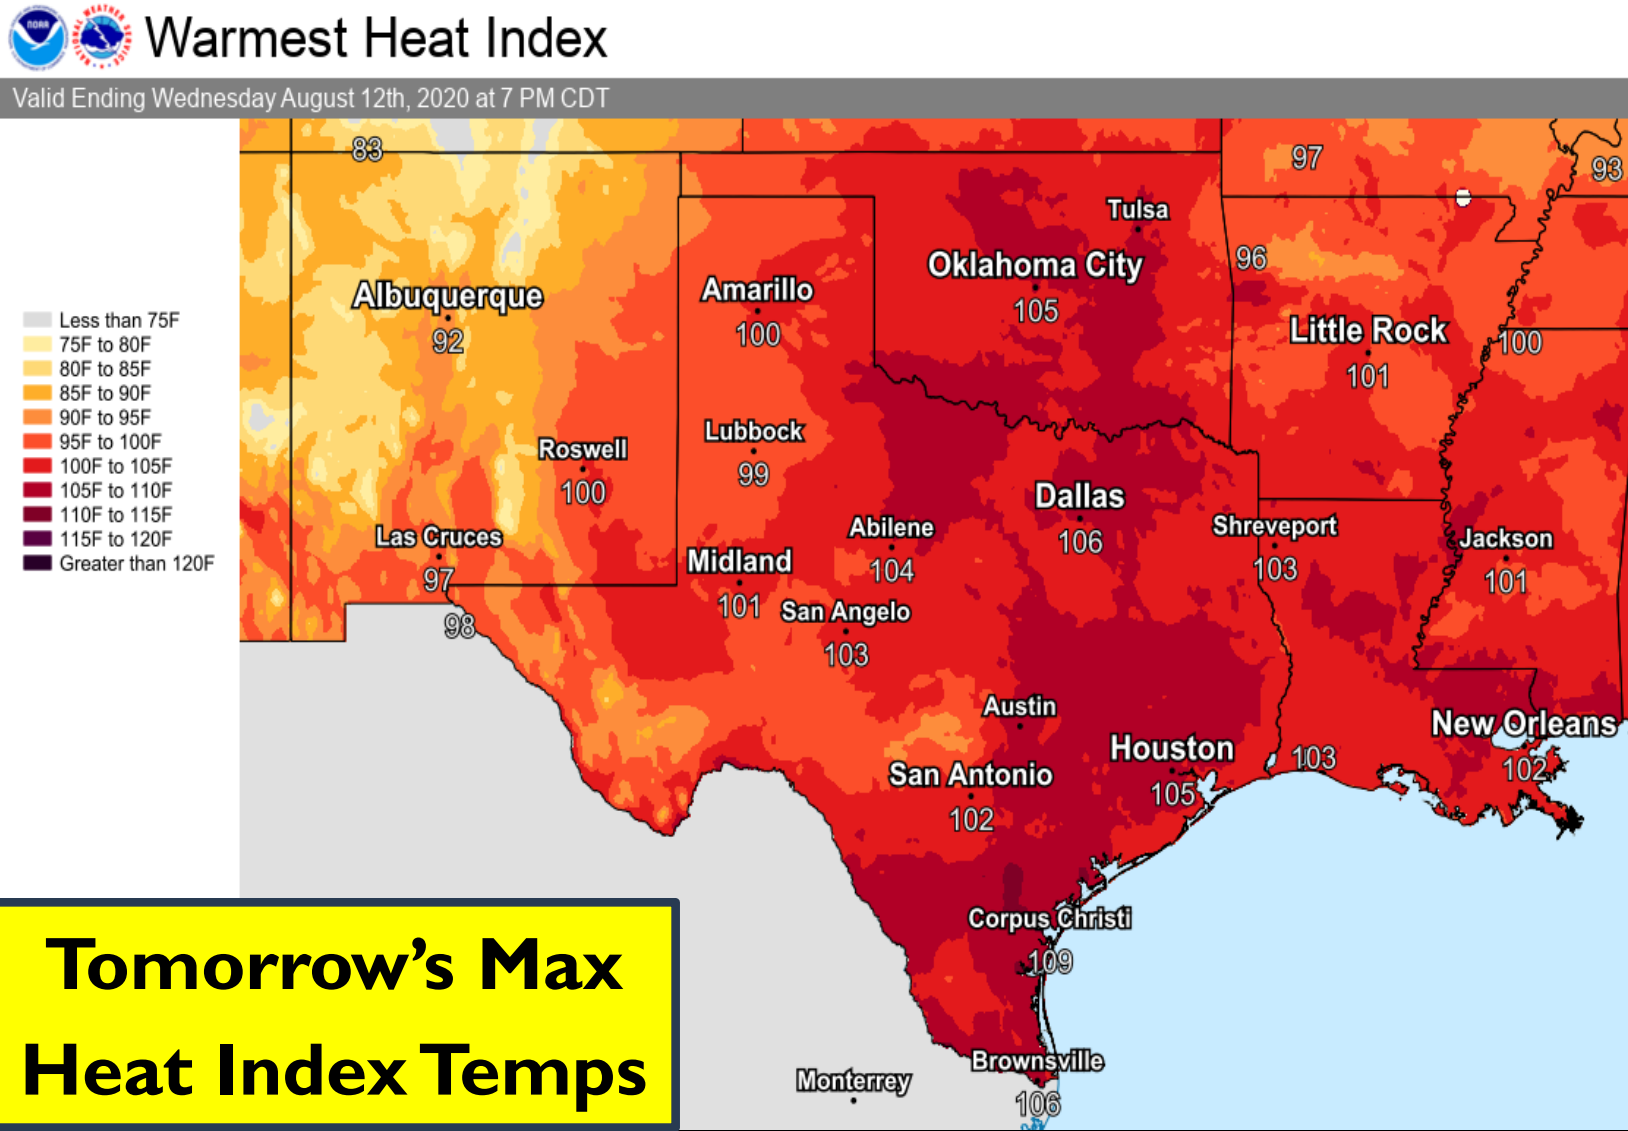 NOAA
NATIONAL WEATHER SERVICE
Warmest Heat Index
Valid Ending Wednesday August 12th, 2020 at 7 PM CDT
83
97
93
Tulsa
Oklahoma City
105
96
Albuquerque
92
Amarillo
100
Little Rock
101
100
Less than 75F
75F to 80F
80F to 85F
85F to 90F
90F to 95F
95F to 100F
100F to 105F
105F to 110F
110F to 115F
115F to 120F
Greater than 120F
Roswell
100
Lubbock
99
Dallas
106
Las Cruces
97
98
Midland
101
Abilene
104
San Angelo
103
Shreveport
103
Jackson
101
Austin
Houston
105
San Antonio
102
103
New Orleans
102
Corpus Christi
109
Brownsville
106
Monterrey
Tomorrow's Max
Heat Index Temps